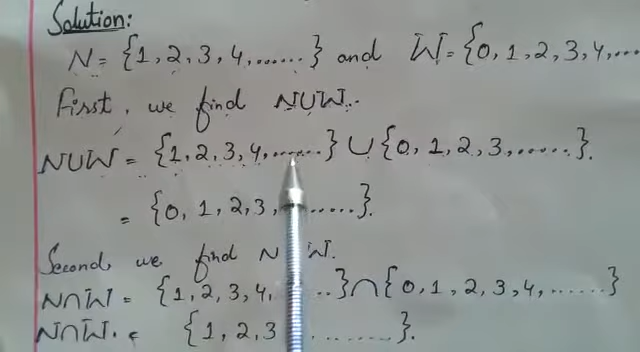 Solution:
N = {1, 2, 3, 4, ......} and W = {0, 1, 2, 3, 4, ...
First, we find NUW.
NUW = {1, 2, 3, 4, ......} U {0, 1, 2, 3, ......}.
= {0, 1, 2, 3, ......}.
Second, we find N W.
N∩W = {1, 2, 3, 4, ..} ∩ {0, 1, 2, 3, 4, ......}
N∩W = {1, 2, 3 ........}.